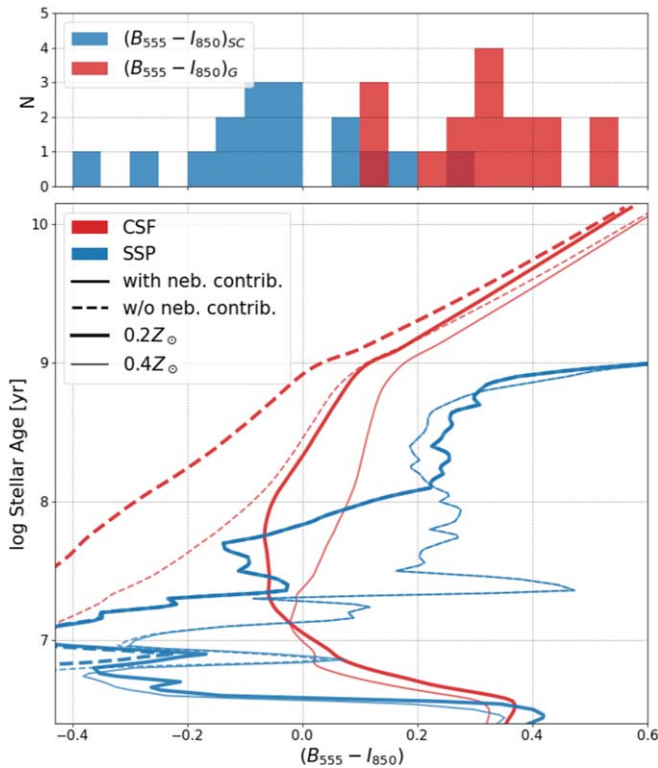 5
4
3
2
1
0
N
(B₅₅₅ − I₈₅₀)SC
(B₅₅₅ − I₈₅₀)G
10
9
8
7
log Stellar Age [yr]
CSF
SSP
with neb. contrib.
w/o neb. contrib.
0.2Z⊙
0.4Z⊙
−0.4 −0.2 0.0 0.2 0.4 0.6
(B₅₅₅ − I₈₅₀)